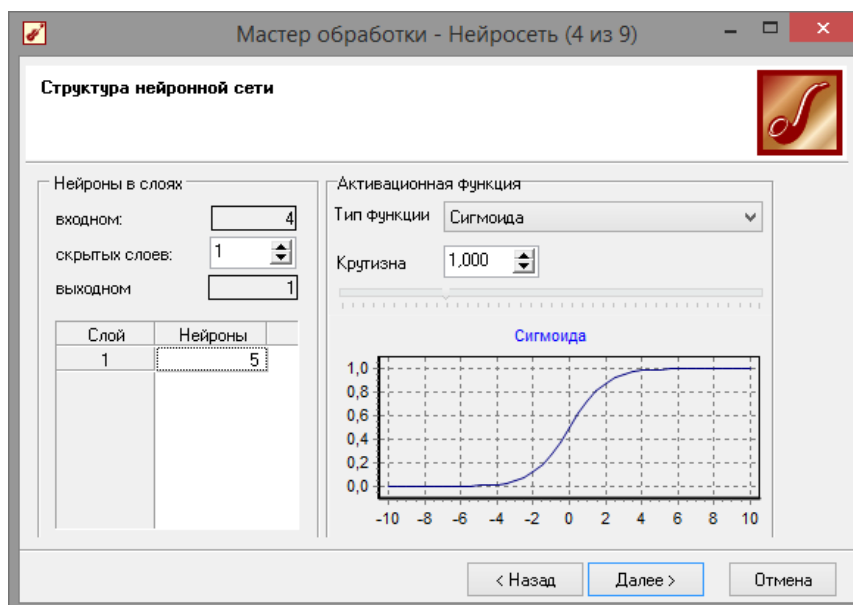 Мастер обработки - Нейросеть (4 из 9)
Структура нейронной сети
Нейроны в слоях
входном: 4
скрытых слоев: 1
выходном 1
Слой Нейроны
1 5
Активационная функция
Тип функции Сигмоида
Крутизна 1,000
Сигмоида
1,0
0,8
0,6
0,4
0,2
0,0
-10 -8 -6 -4 -2 0 2 4 6 8 10
< Назад Далее > Отмена